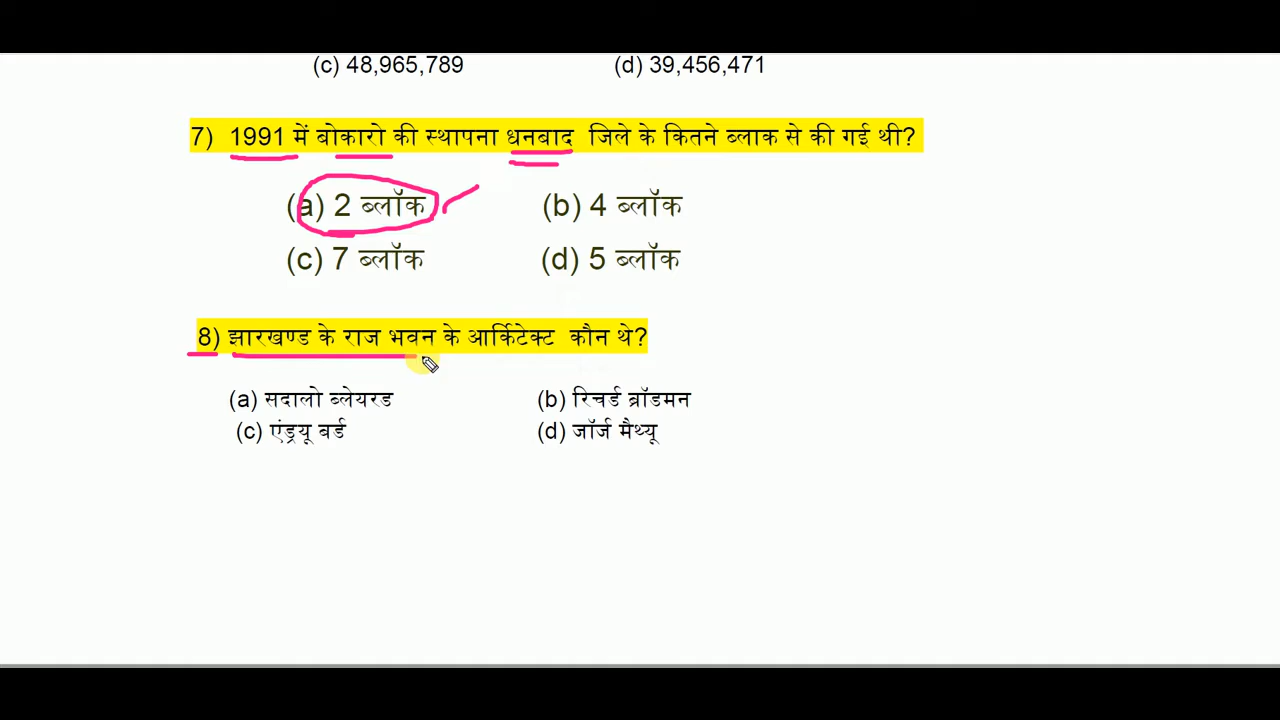 (c) 48,965,789 (d) 39,456,471
7) 1991 में बोकारो की स्थापना धनबाद जिले के कितने ब्लाक से की गई थी?
(a) 2 ब्लॉक (b) 4 ब्लॉक
(c) 7 ब्लॉक (d) 5 ब्लॉक
8) झारखण्ड के राज भवन के आर्किटेक्ट कौन थे?
(a) सदालो ब्लेयरड (b) रिचर्ड ब्रॉडमन
(c) एंड्रयू बर्ड (d) जॉर्ज मैथ्यू